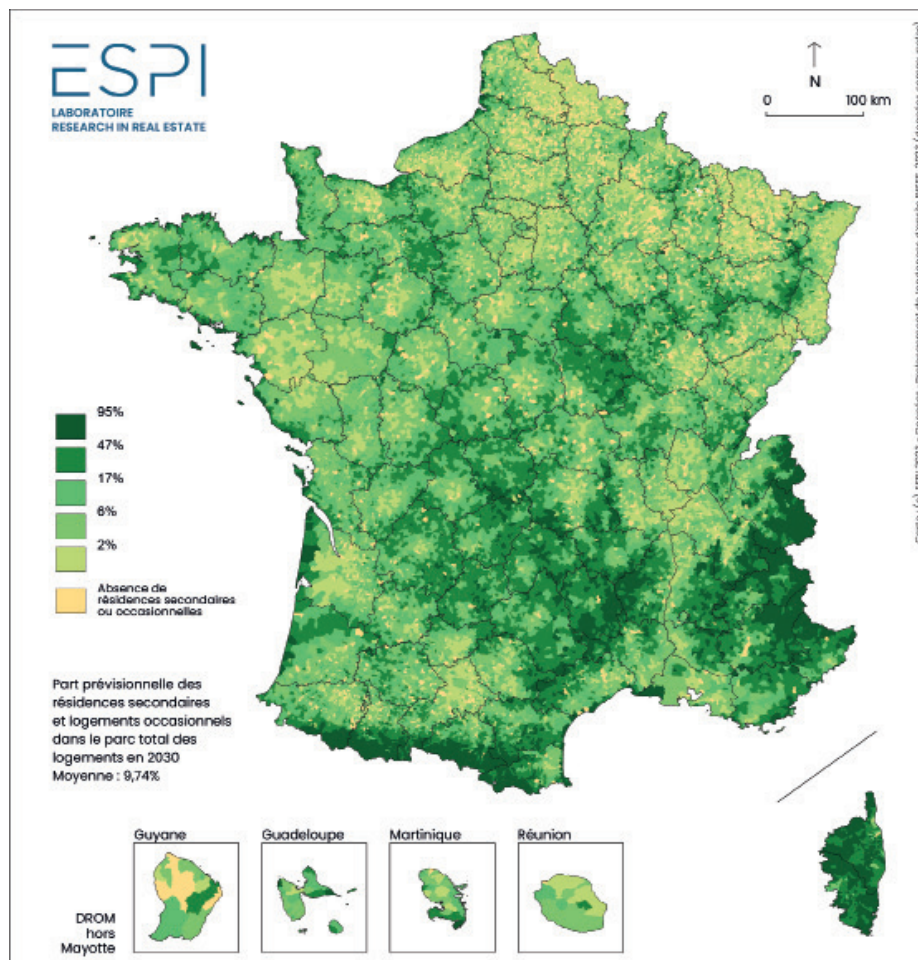 ESPI
LABORATOIRE
RESEARCH IN REAL ESTATE
N
0 100 km
95%
47%
17%
6%
2%
Absence de
résidences secondaires
ou occasionnelles
Part prévisionnelle des
résidences secondaires
et logements occasionnels
dans le parc total des
logements en 2030
Moyenne : 9,74%
Guyane
Guadeloupe
Martinique
Réunion
DROM
hors
Mayotte